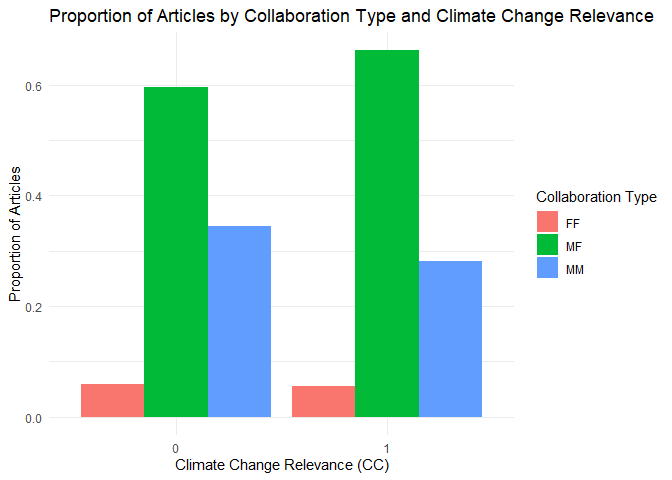 Proportion of Articles by Collaboration Type and Climate Change Relevance
Proportion of Articles
0.6
0.4
0.2
0.0
0
1
Climate Change Relevance (CC)
Collaboration Type
FF
MF
MM